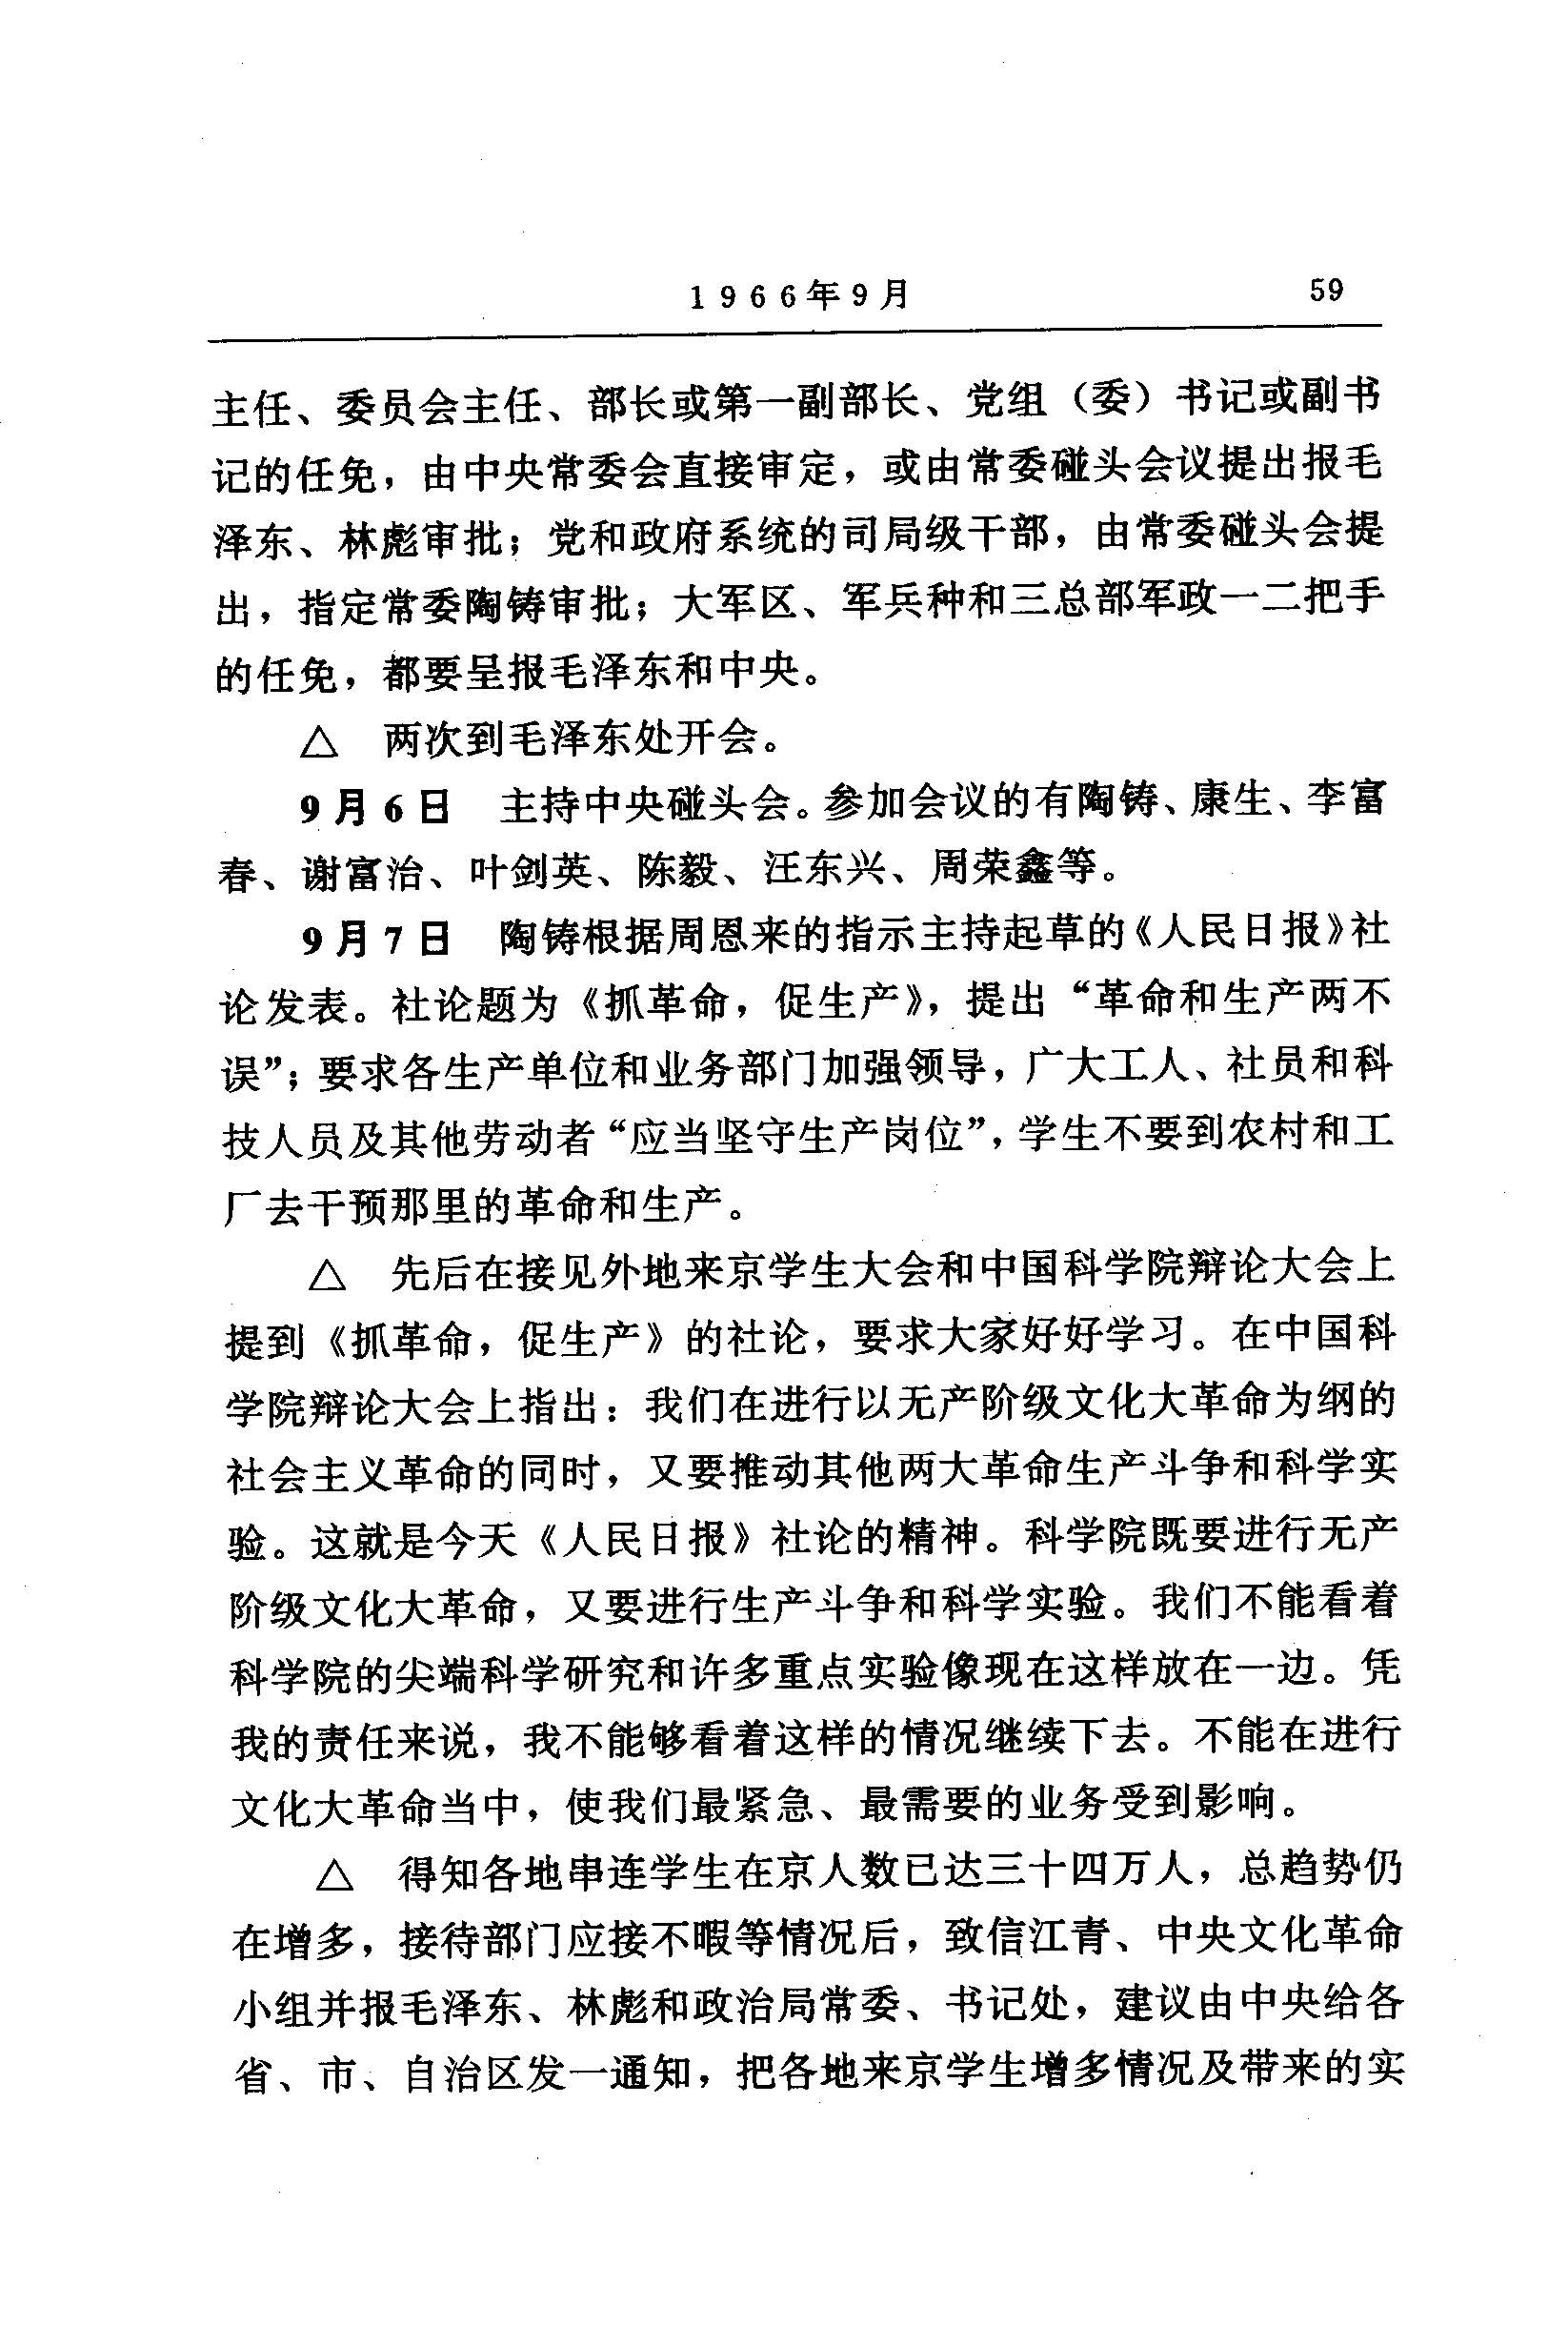 1966年9月 59
主任、委员会主任、部长或第一副部长、党组（委）书记或副书
记的任免，由中央常委会直接审定，或由常委碰头会议提出报毛
泽东、林彪审批；党和政府系统的司局级干部，由常委碰头会提
出，指定常委陶铸审批；大军区、军兵种和三总部军政一二把手
的任免，都要呈报毛泽东和中央。
△ 两次到毛泽东处开会。
9月6日 主持中央碰头会。参加会议的有陶铸、康生、李富
春、谢富治、叶剑英、陈毅、汪东兴、周荣鑫等。
9月7日 陶铸根据周恩来的指示主持起草的《人民日报》社
论发表。社论题为《抓革命，促生产》，提出“革命和生产两不
误”；要求各生产单位和业务部门加强领导，广大工人、社员和科
技人员及其他劳动者“应当坚守生产岗位”，学生不要到农村和工
厂去干预那里的革命和生产。
△ 先后在接见外地来京学生大会和中国科学院辩论大会上
提到《抓革命，促生产》的社论，要求大家好好学习。在中国科
学院辩论大会上指出：我们在进行以无产阶级文化大革命为纲的
社会主义革命的同时，又要推动其他两大革命生产斗争和科学实
验。这就是今天《人民日报》社论的精神。科学院既要进行无产
阶级文化大革命，又要进行生产斗争和科学实验。我们不能看着
科学院的尖端科学研究和许多重点实验像现在这样放在一边。凭
我的责任来说，我不能够看着这样的情况继续下去。不能在进行
文化大革命当中，使我们最紧急、最需要的业务受到影响。
△ 得知各地串连学生在京人数已达三十四万人，总趋势仍
在增多，接待部门应接不暇等情况后，致信江青、中央文化革命
小组并报毛泽东、林彪和政治局常委、书记处，建议由中央给各
省、市、自治区发一通知，把各地来京学生增多情况及带来的实